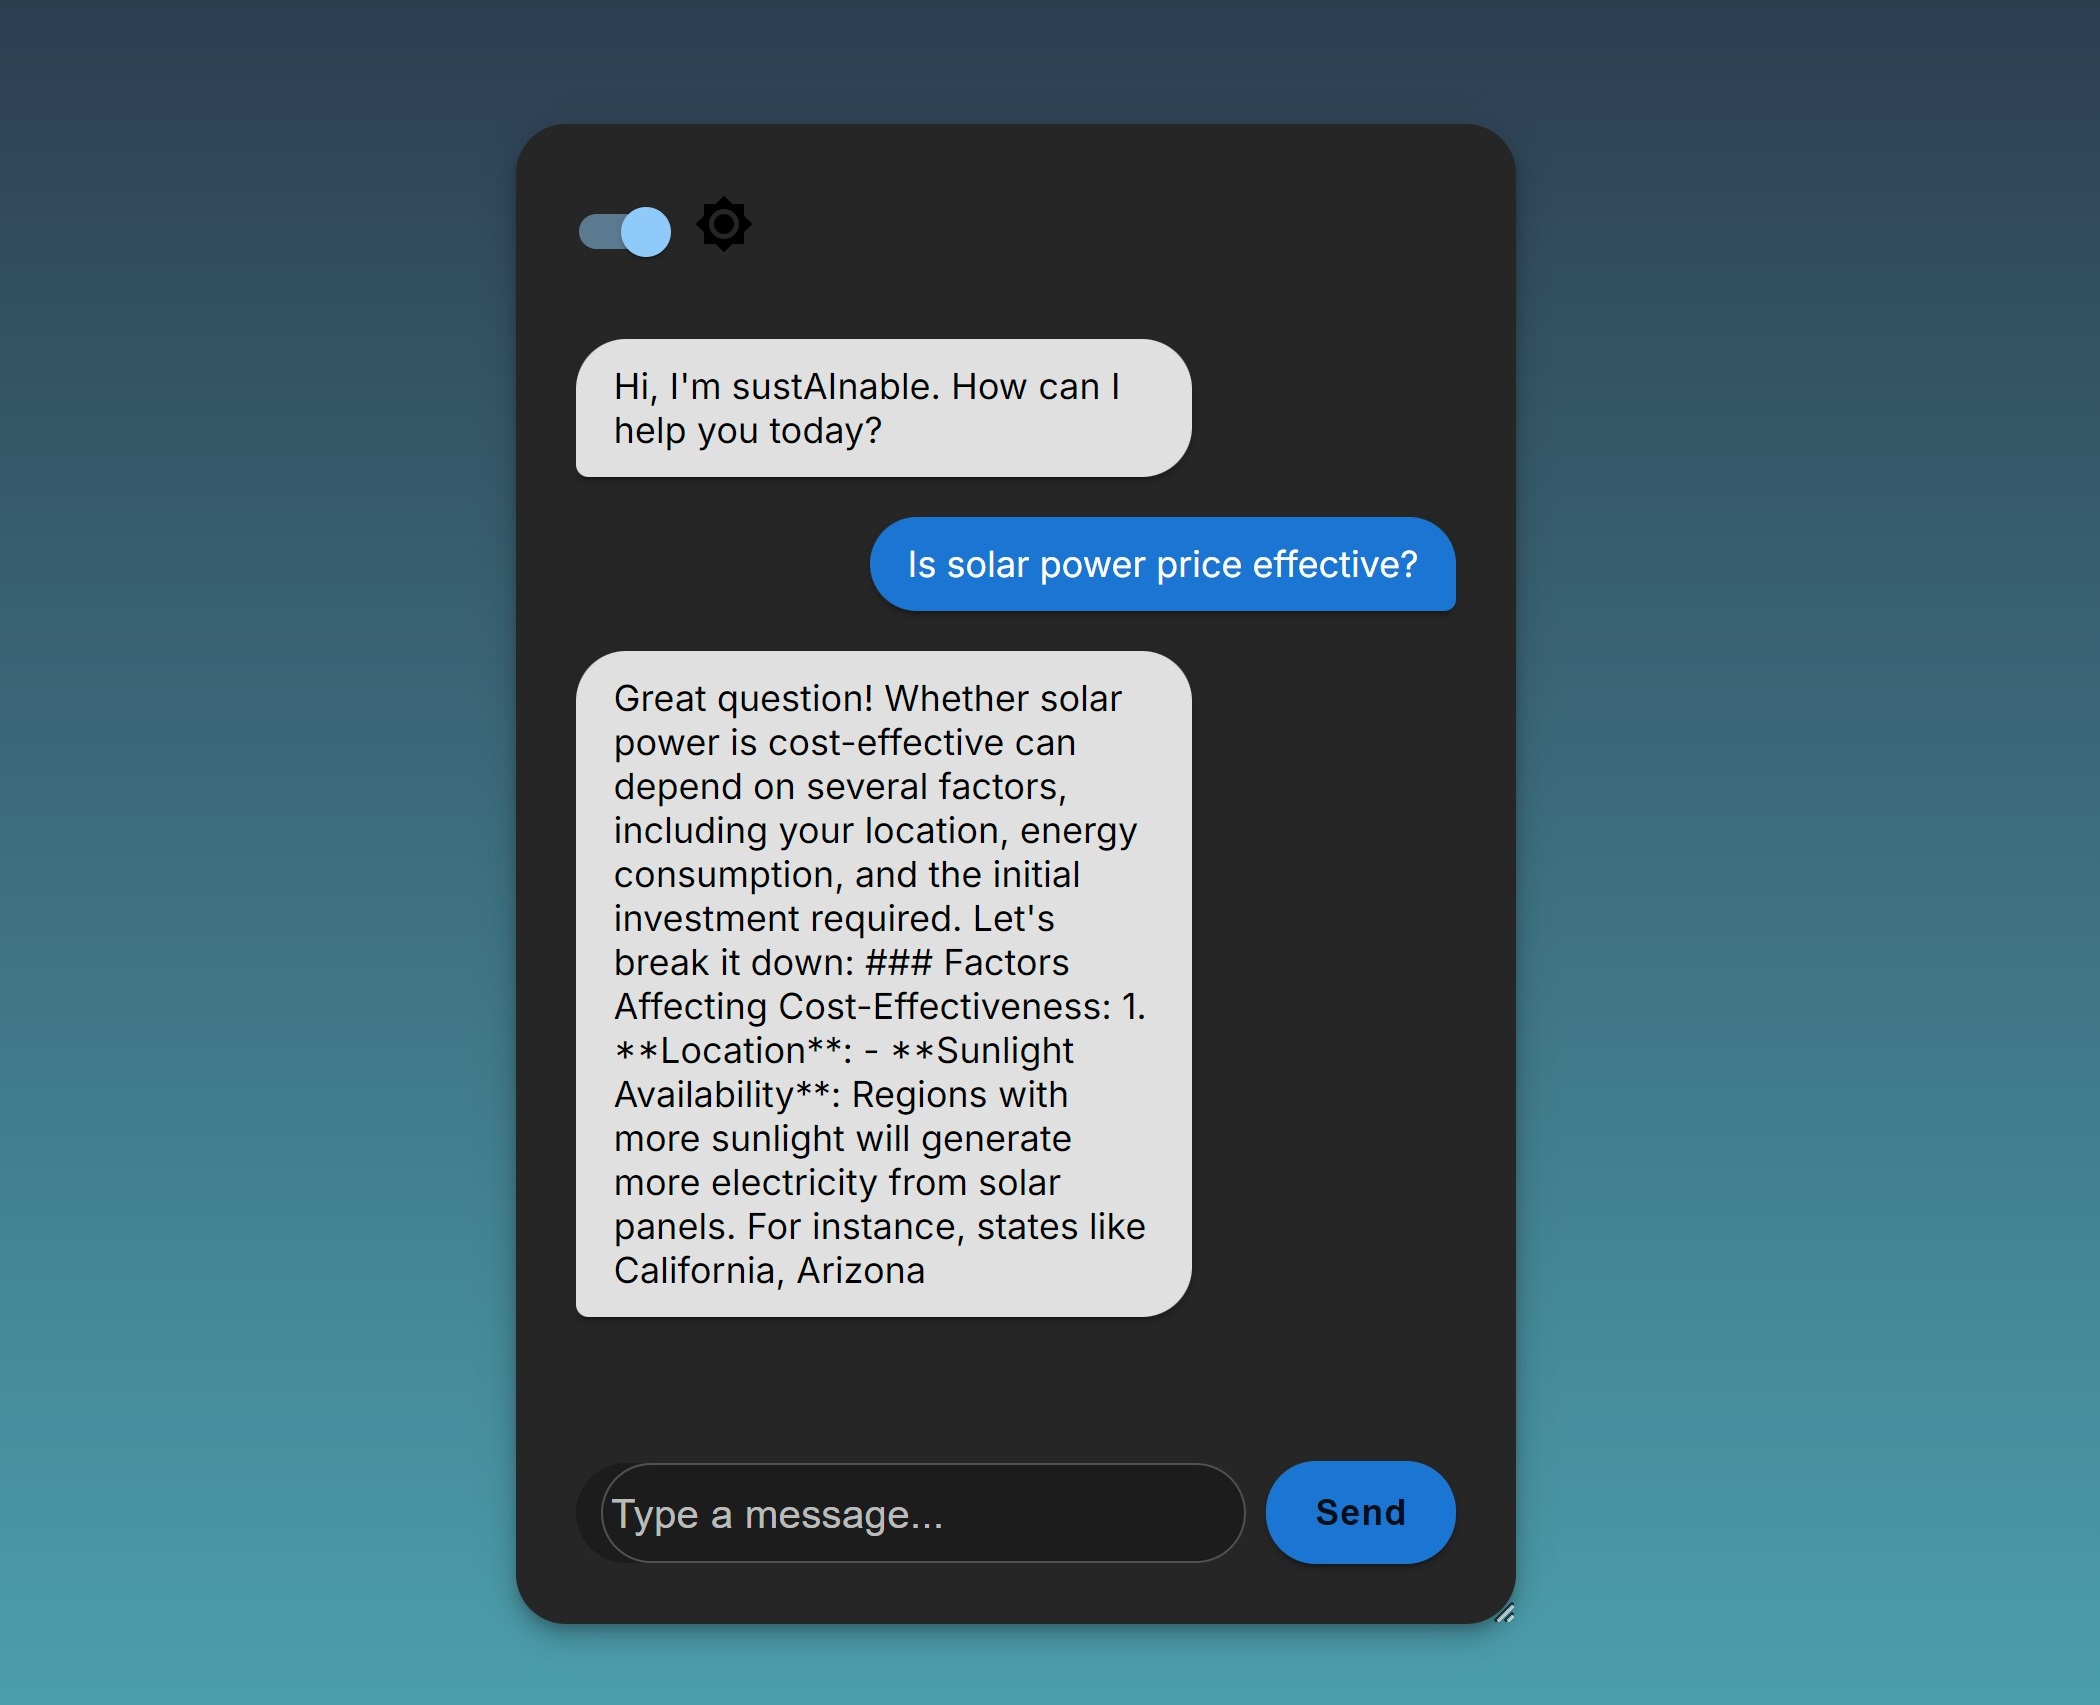 Hi, I'm sustAInable. How can I
help you today?
Is solar power price effective?
Great question! Whether solar
power is cost-effective can
depend on several factors,
including your location, energy
consumption, and the initial
investment required. Let's
break it down: ### Factors
Affecting Cost-Effectiveness: 1.
**Location**: - **Sunlight
Availability**: Regions with
more sunlight will generate
more electricity from solar
panels. For instance, states like
California, Arizona
Type a message...
Send